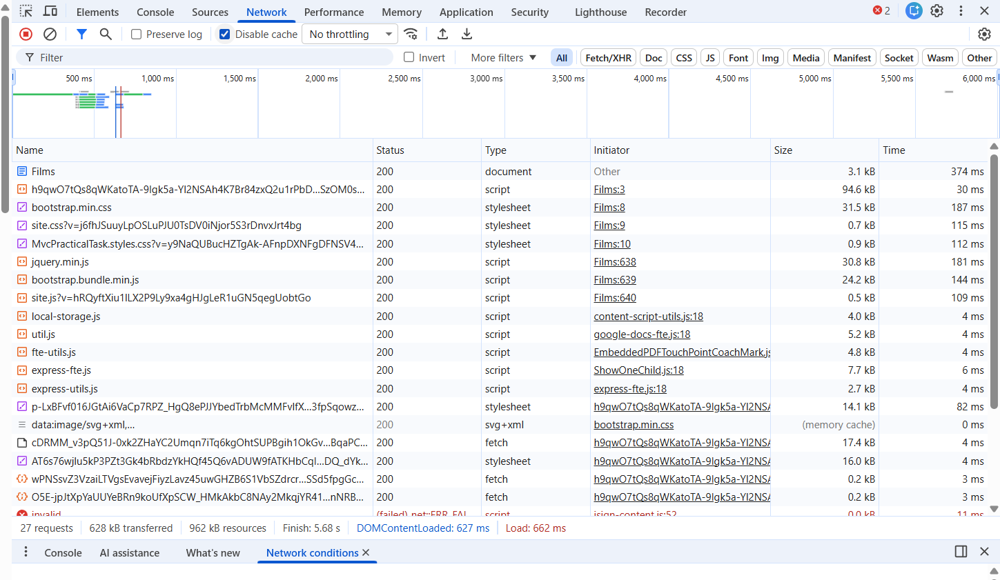 Elements Console Sources Network Performance Memory Application Security Lighthouse Recorder 2
Preserve log Disable cache No throttling
Filter Invert More filters All Fetch/XHR Doc CSS JS Font Img Media Manifest Socket Wasm Other
500 ms 1,000 ms 1,500 ms 2,000 ms 2,500 ms 3,000 ms 3,500 ms 4,000 ms 4,500 ms 5,000 ms 5,500 ms 6,000 ms
Name Status Type Initiator Size Time
Films 200 document Other 3.1 kB 374 ms
h9qwO7tQs8qWKatoTA-9Igk5a-YI2NSAh4K7Br84zxQ2u1rPbD...SzOM0s... 200 script Films:3 94.6 kB 30 ms
bootstrap.min.css 200 stylesheet Films:8 31.5 kB 187 ms
site.css?v=j6fhJSuuyLpOSLuPJU0TsDV0iNjor5S3rDnvxJrt4bg 200 stylesheet Films:9 0.7 kB 115 ms
MvcPracticalTask.styles.css?v=y9NaQUBucHZTgAk-AFnpDXNFgDFNSV4... 200 stylesheet Films:10 0.9 kB 112 ms
jquery.min.js 200 script Films:638 30.8 kB 181 ms
bootstrap.bundle.min.js 200 script Films:639 24.2 kB 144 ms
site.js?v=hRQyftXiu1lLX2P9Ly9xa4gHJgLeR1uGN5qegUobtGo 200 script Films:640 0.5 kB 109 ms
local-storage.js 200 script content-script-utils.js:18 4.0 kB 4 ms
util.js 200 script google-docs-fte.js:18 5.2 kB 4 ms
fte-utils.js 200 script EmbeddedPDFTouchPointCoachMark.js 4.8 kB 4 ms
express-fte.js 200 script ShowOneChild.js:18 7.7 kB 6 ms
express-utils.js 200 script express-fte.js:18 2.7 kB 4 ms
p-LxBFvf016JGtAi6VaCp7RPZ_HgQ8ePJJYbedTrbMcMMFvIfX...3fpSqowz... 200 stylesheet h9qwO7tQs8qWKatoTA-9Igk5a-YI2NSA 14.1 kB 82 ms
data:image/svg+xml,... 200 svg+xml bootstrap.min.css (memory cache) 0 ms
cDRMM_v3pQ51J-0xk2ZHaYC2Umqn7iTq6kgOhtSUPBgih1OkGv...BqaPC... 200 fetch h9qwO7tQs8qWKatoTA-9Igk5a-YI2NSA 17.4 kB 4 ms
AT6s76wjIu5kP3PZt3Gk4bRbdzYkHQf45Q6vADUW9fATKHbCqI...DQ_dYk... 200 stylesheet h9qwO7tQs8qWKatoTA-9Igk5a-YI2NSA 16.0 kB 4 ms
wPNSsvZ3VzaiLTVgsEvavejFiyzLavz45uwGHZB6S1VbSZdrcr...SSd5fpgGc... 200 fetch h9qwO7tQs8qWKatoTA-9Igk5a-YI2NSA 0.2 kB 3 ms
O5E-jpJtXpYaUUYeBRn9koUfXpSCW_HMkAkbC8NAy2MkqjYR41...nNRB... 200 fetch h9qwO7tQs8qWKatoTA-9Igk5a-YI2NSA 0.2 kB 3 ms
invalid (failed) net::ERR_FAI... script jsign-content.js:52 0.0 kB 11 ms
27 requests 628 kB transferred 962 kB resources Finish: 5.68 s DOMContentLoaded: 627 ms Load: 662 ms
Console AI assistance What's new Network conditions